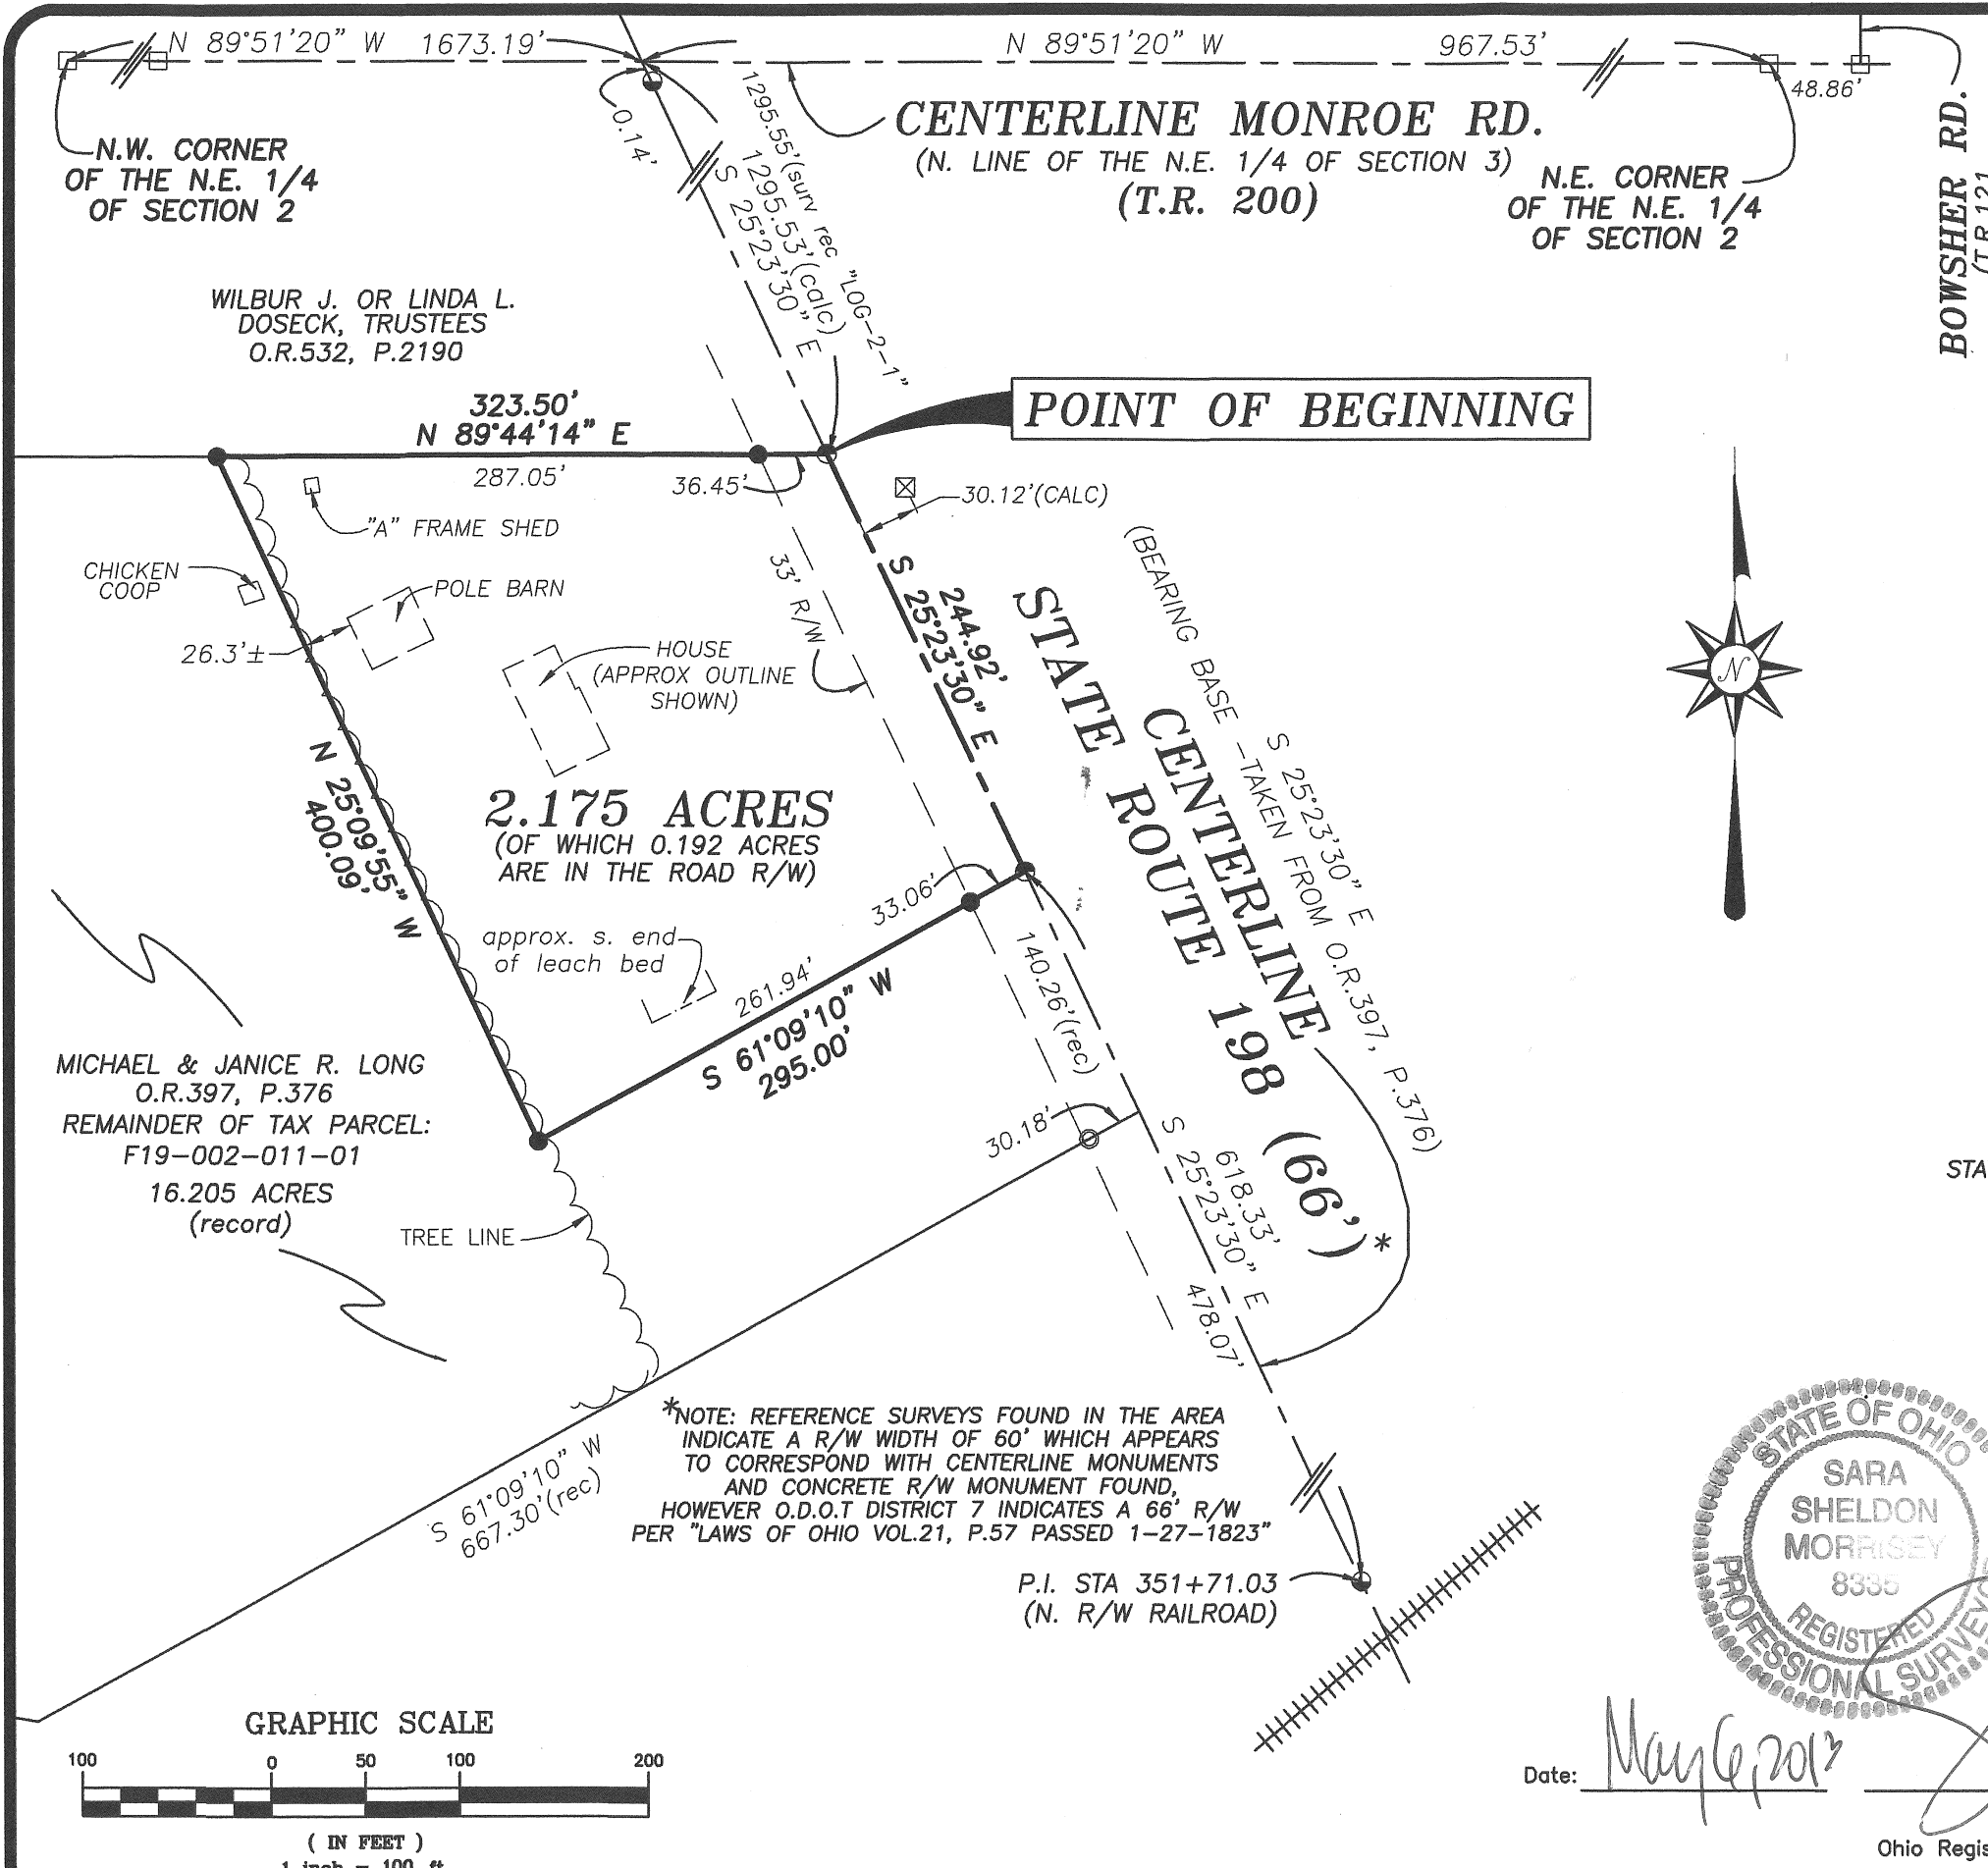 N 89°51'20" W 1673.19'
N 89°51'20" W 967.53'
48.86'
0.14'
N.W. CORNER
OF THE N.E. 1/4
OF SECTION 2
1295.55'(surv rec "LOG-2-1"
1295.53'(calc)
S 25°23'30" E
CENTERLINE MONROE RD.
(N. LINE OF THE N.E. 1/4 OF SECTION 3)
(T.R. 200)
N.E. CORNER
OF THE N.E. 1/4
OF SECTION 2
BOWSHER RD.
(T.R.121
WILBUR J. OR LINDA L.
DOSECK, TRUSTEES
O.R.532, P.2190
323.50'
N 89°44'14" E
287.05'
36.45'
POINT OF BEGINNING
30.12'(CALC)
"A" FRAME SHED
CHICKEN
COOP
POLE BARN
26.3'±
HOUSE
(APPROX OUTLINE
SHOWN)
33' R/W
244.92'
S 25°23'30" E
STATE ROUTE 198 (66')*
CENTERLINE
S 25°23'30" E
(BEARING BASE -TAKEN FROM O.R.397, P.376)
N
N 25°09'55" W
400.09'
2.175 ACRES
(OF WHICH 0.192 ACRES
ARE IN THE ROAD R/W)
33.06'
approx. s. end
of leach bed
261.94'
S 61°09'10" W
295.00'
140.26'(rec)
30.18'
618.33'
S 25°23'30" E
478.07'
MICHAEL & JANICE R. LONG
O.R.397, P.376
REMAINDER OF TAX PARCEL:
F19-002-011-01
16.205 ACRES
(record)
TREE LINE
STA
S 61°09'10" W
667.30'(rec)
*NOTE: REFERENCE SURVEYS FOUND IN THE AREA
INDICATE A R/W WIDTH OF 60' WHICH APPEARS
TO CORRESPOND WITH CENTERLINE MONUMENTS
AND CONCRETE R/W MONUMENT FOUND,
HOWEVER O.D.O.T DISTRICT 7 INDICATES A 66' R/W
PER "LAWS OF OHIO VOL.21, P.57 PASSED 1-27-1823"
P.I. STA 351+71.03
(N. R/W RAILROAD)
STATE OF OHIO
SARA
SHELDON
MORRISEY
8335
REGISTERED
PROFESSIONAL SURVEYOR
GRAPHIC SCALE
100 0 50 100 200
( IN FEET )
1 inch = 100 ft
Date: May 6, 2013
Ohio Regis